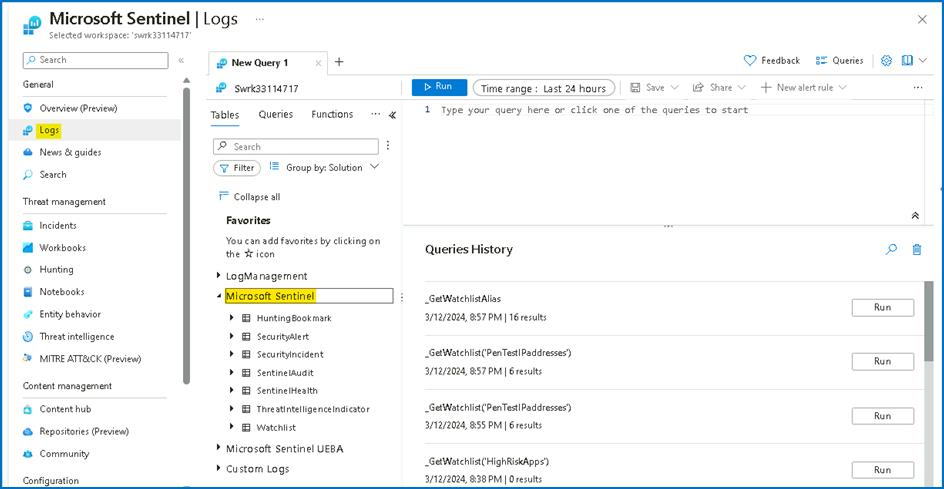 Microsoft Sentinel | Logs ...
Selected workspace: 'swrk33114717'
Search
General
Overview (Preview)
Logs
News & guides
Search
Threat management
Incidents
Workbooks
Hunting
Notebooks
Entity behavior
Threat intelligence
MITRE ATT&CK (Preview)
Content management
Content hub
Repositories (Preview)
Community
Configuration
New Query 1
Feedback
Queries
Swrk33114717
Run
Time range : Last 24 hours
Save
Share
New alert rule
...
Tables
Queries
Functions
...
Search
Filter
Group by: Solution
Collapse all
Favorites
You can add favorites by clicking on
the ☆ icon
LogManagement
Microsoft Sentinel
HuntingBookmark
SecurityAlert
SecurityIncident
SentinelAudit
SentinelHealth
ThreatIntelligenceIndicator
Watchlist
Microsoft Sentinel UEBA
Custom Logs
1 Type your query here or click one of the queries to start
Queries History
_GetWatchlistAlias
3/12/2024, 8:57 PM | 16 results
Run
_GetWatchlist('PenTestIPaddresses')
3/12/2024, 8:57 PM | 6 results
Run
_GetWatchlist('PenTestIPaddresses')
3/12/2024, 8:55 PM | 6 results
Run
_GetWatchlist('HighRiskApps')
3/12/2024, 8:38 PM | 0 results
Run